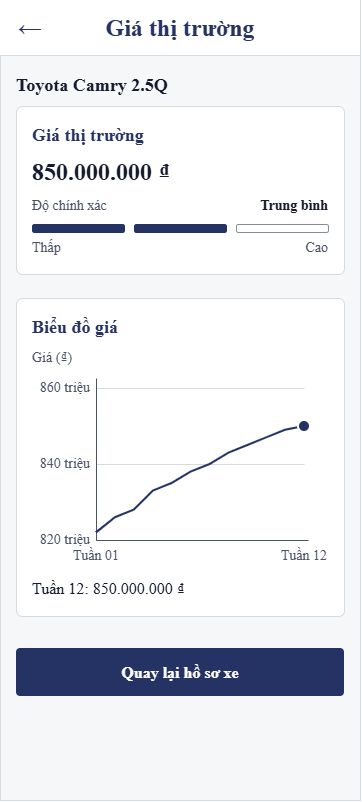 ← Giá thị trường
Toyota Camry 2.5Q
Giá thị trường
850.000.000 ₫
Độ chính xác Trung bình
Thấp Cao
Biểu đồ giá
Giá (₫)
860 triệu
840 triệu
820 triệu
Tuần 01 Tuần 12
Tuần 12: 850.000.000 ₫
Quay lại hồ sơ xe